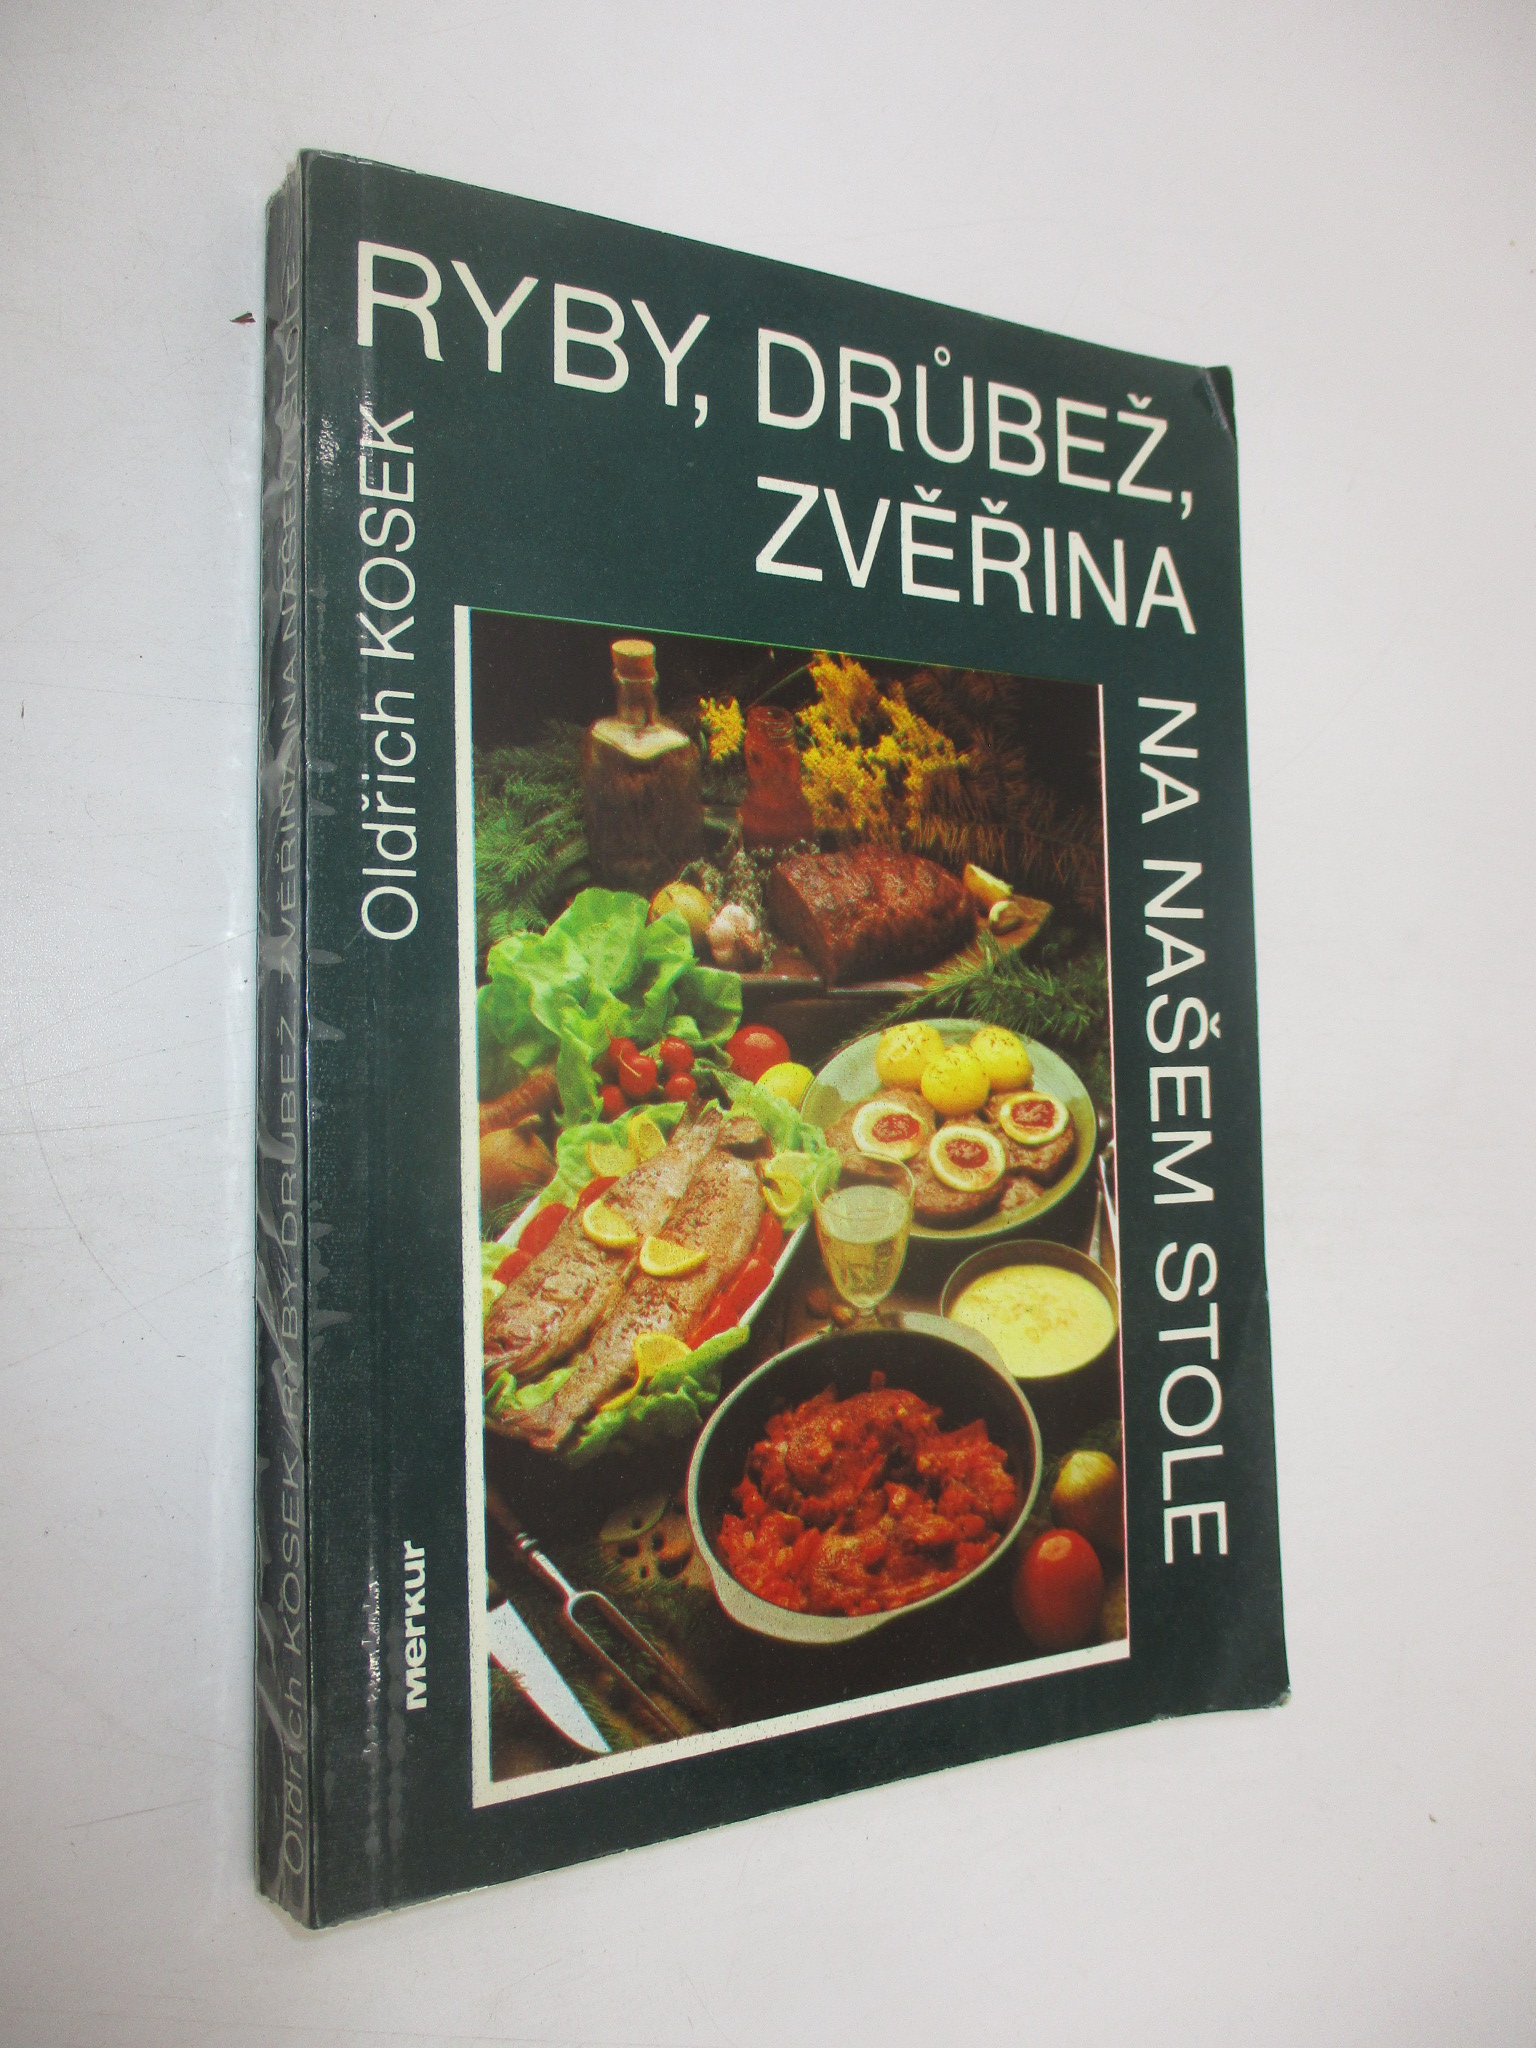 RYBY, DRŮBEŽ,
ZVĚŘINA
NA NAŠEM STOLE
Oldřich KOSEK
Merkur
Oldřich KOSEK/RYBY, DRŮBEŽ, ZVĚŘINA NA NAŠEM STOLE